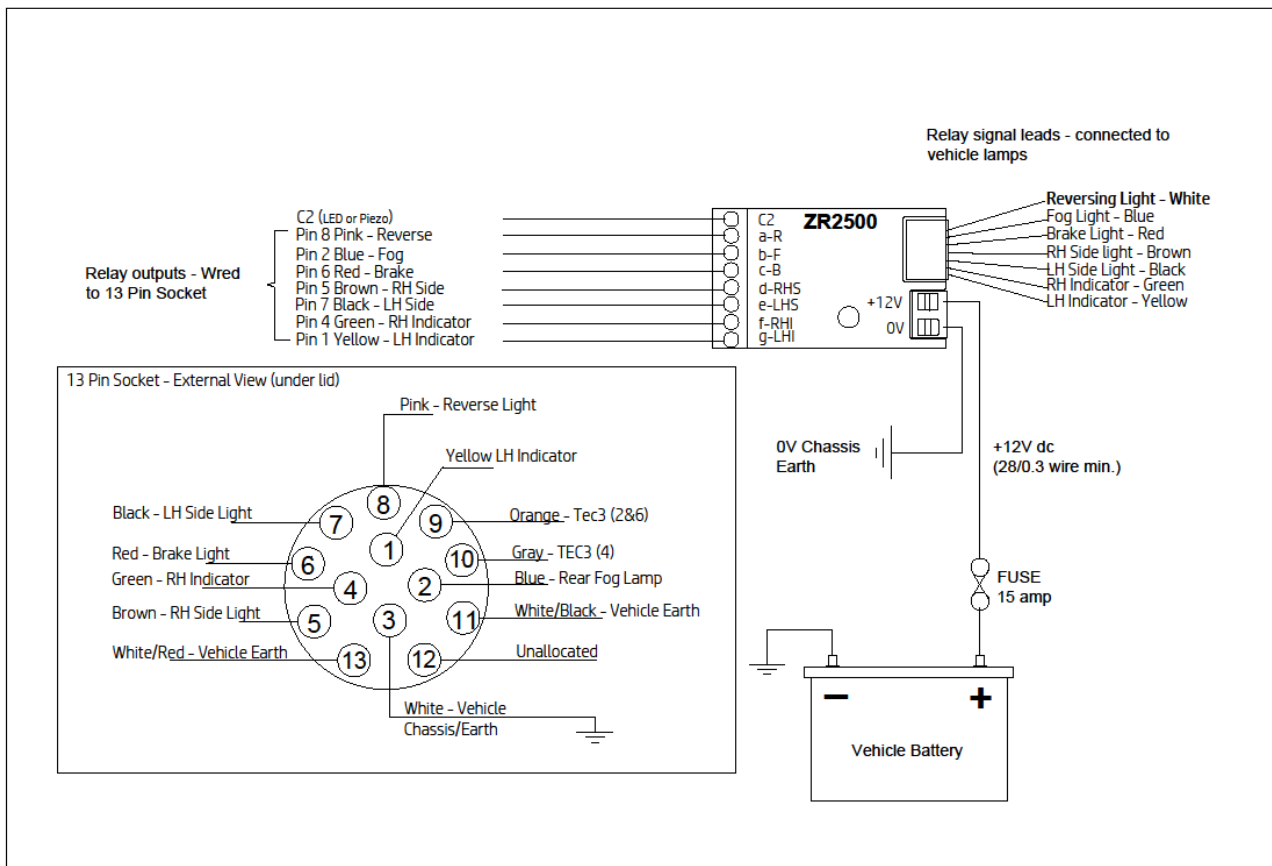 Relay signal leads - connected to
vehicle lamps
Reversing Light - White
Fog Light - Blue
Brake Light - Red
RH Side light - Brown
LH Side Light - Black
RH Indicator - Green
LH Indicator - Yellow
C2 (LED or Piezo)
Pin 8 Pink - Reverse
Pin 2 Blue - Fog
Pin 6 Red - Brake
Pin 5 Brown - RH Side
Pin 7 Black - LH Side
Pin 4 Green - RH Indicator
Pin 1 Yellow - LH Indicator
Relay outputs - Wred
to 13 Pin Socket
ZR2500
C2
a-R
b-F
c-B
d-RHS
e-LHS
f-RHI
g-LHI
+12V
0V
13 Pin Socket - External View (under lid)
Pink - Reverse Light
Yellow LH Indicator
Black - LH Side Light
Red - Brake Light
Green - RH Indicator
Brown - RH Side Light
White/Red - Vehicle Earth
8
7
9
1
6
10
4
2
5
3
11
13
12
Orange - Tec3 (2&6)
Gray - TEC3 (4)
Blue - Rear Fog Lamp
White/Black - Vehicle Earth
Unallocated
White - Vehicle
Chassis/Earth
0V Chassis
Earth
+12V dc
(28/0.3 wire min.)
FUSE
15 amp
− +
Vehicle Battery